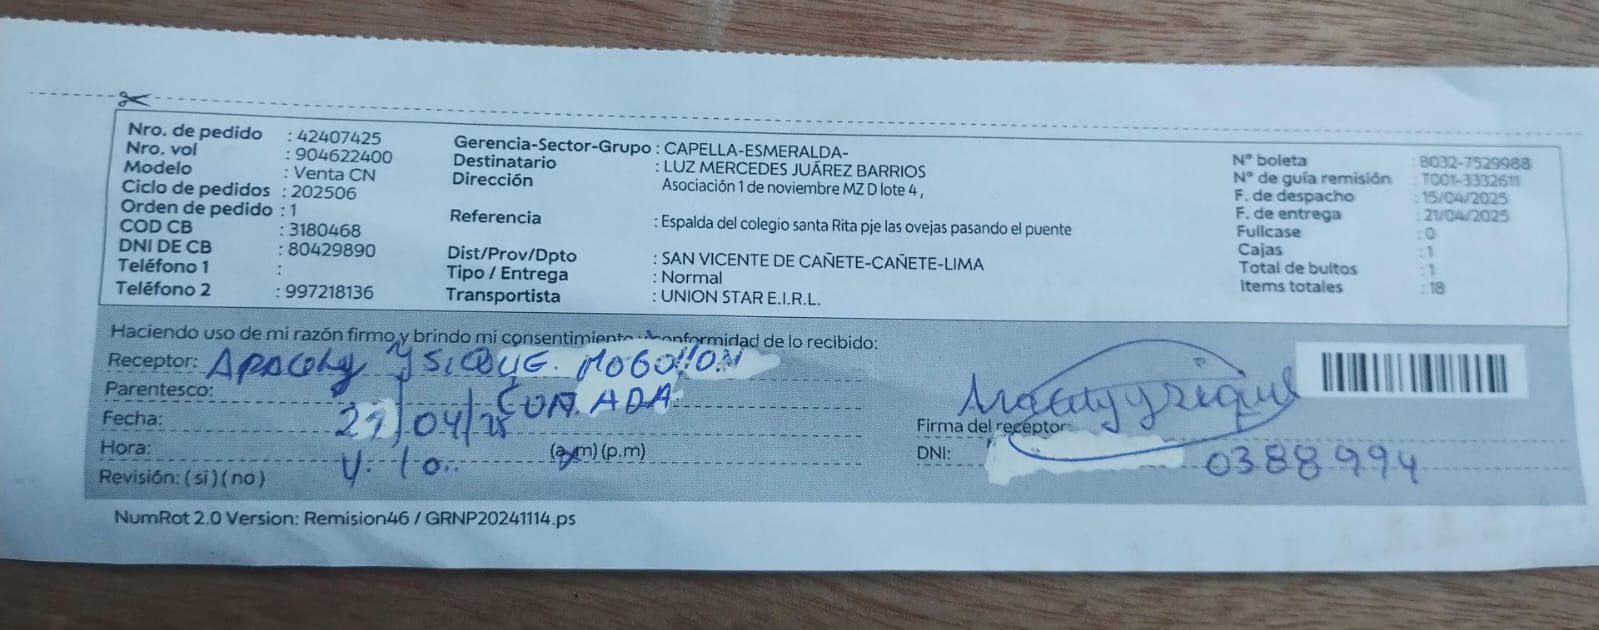 Nro. de pedido : 42407425
Nro. vol : 904622400
Modelo : Venta CN
Ciclo de pedidos : 202506
Orden de pedido : 1
COD CB : 3180468
DNI DE CB : 80429890
Teléfono 1 :
Teléfono 2 : 997218136
Gerencia-Sector-Grupo : CAPELLA-ESMERALDA-
Destinatario : LUZ MERCEDES JUÁREZ BARRIOS
Dirección Asociación 1 de noviembre MZ D lote 4 ,
Referencia : Espalda del colegio santa Rita pje las ovejas pasando el puente
Dist/Prov/Dpto : SAN VICENTE DE CAÑETE-CAÑETE-LIMA
Tipo / Entrega : Normal
Transportista : UNION STAR E.I.R.L.
N° boleta : B032-7529988
N° de guía remisión : T001-3332611
F. de despacho : 15/04/2025
F. de entrega : 21/04/2025
Fullcase : 0
Cajas : 1
Total de bultos : 1
Items totales : 18
Haciendo uso de mi razón firmo y brindo mi consentimiento y conformidad de lo recibido:
Receptor: YSIQUE MOGOLLON
Parentesco: CUÑADA
Fecha: 21/04/25
Hora: (a.m) (p.m)
Revisión: ( si ) ( no )
Firma del receptor:
DNI: 0388994
NumRot 2.0 Version: Remision46 / GRNP20241114.ps